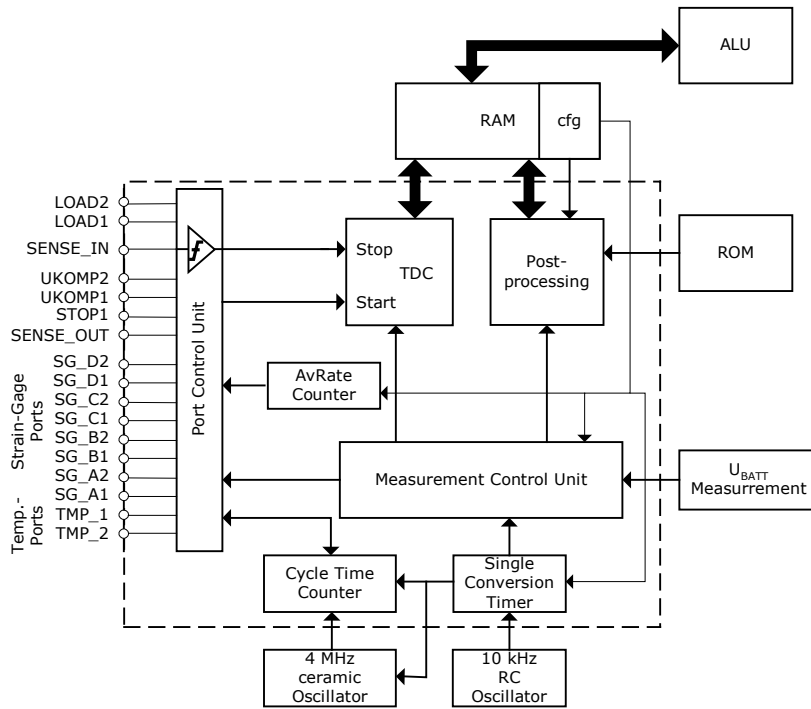 ALU
RAM
cfg
LOAD2
LOAD1
SENSE_IN
UKOMP2
UKOMP1
STOP1
SENSE_OUT
SG_D2
SG_D1
SG_C2
SG_C1
SG_B2
SG_B1
SG_A2
SG_A1
TMP_1
TMP_2
Strain-Gage
Ports
Temp.-
Ports
Port Control Unit
Stop
TDC
Start
Post-
processing
ROM
AvRate
Counter
Measurement Control Unit
UBATT
Measurrement
Cycle Time
Counter
Single
Conversion
Timer
4 MHz
ceramic
Oscillator
10 kHz
RC
Oscillator